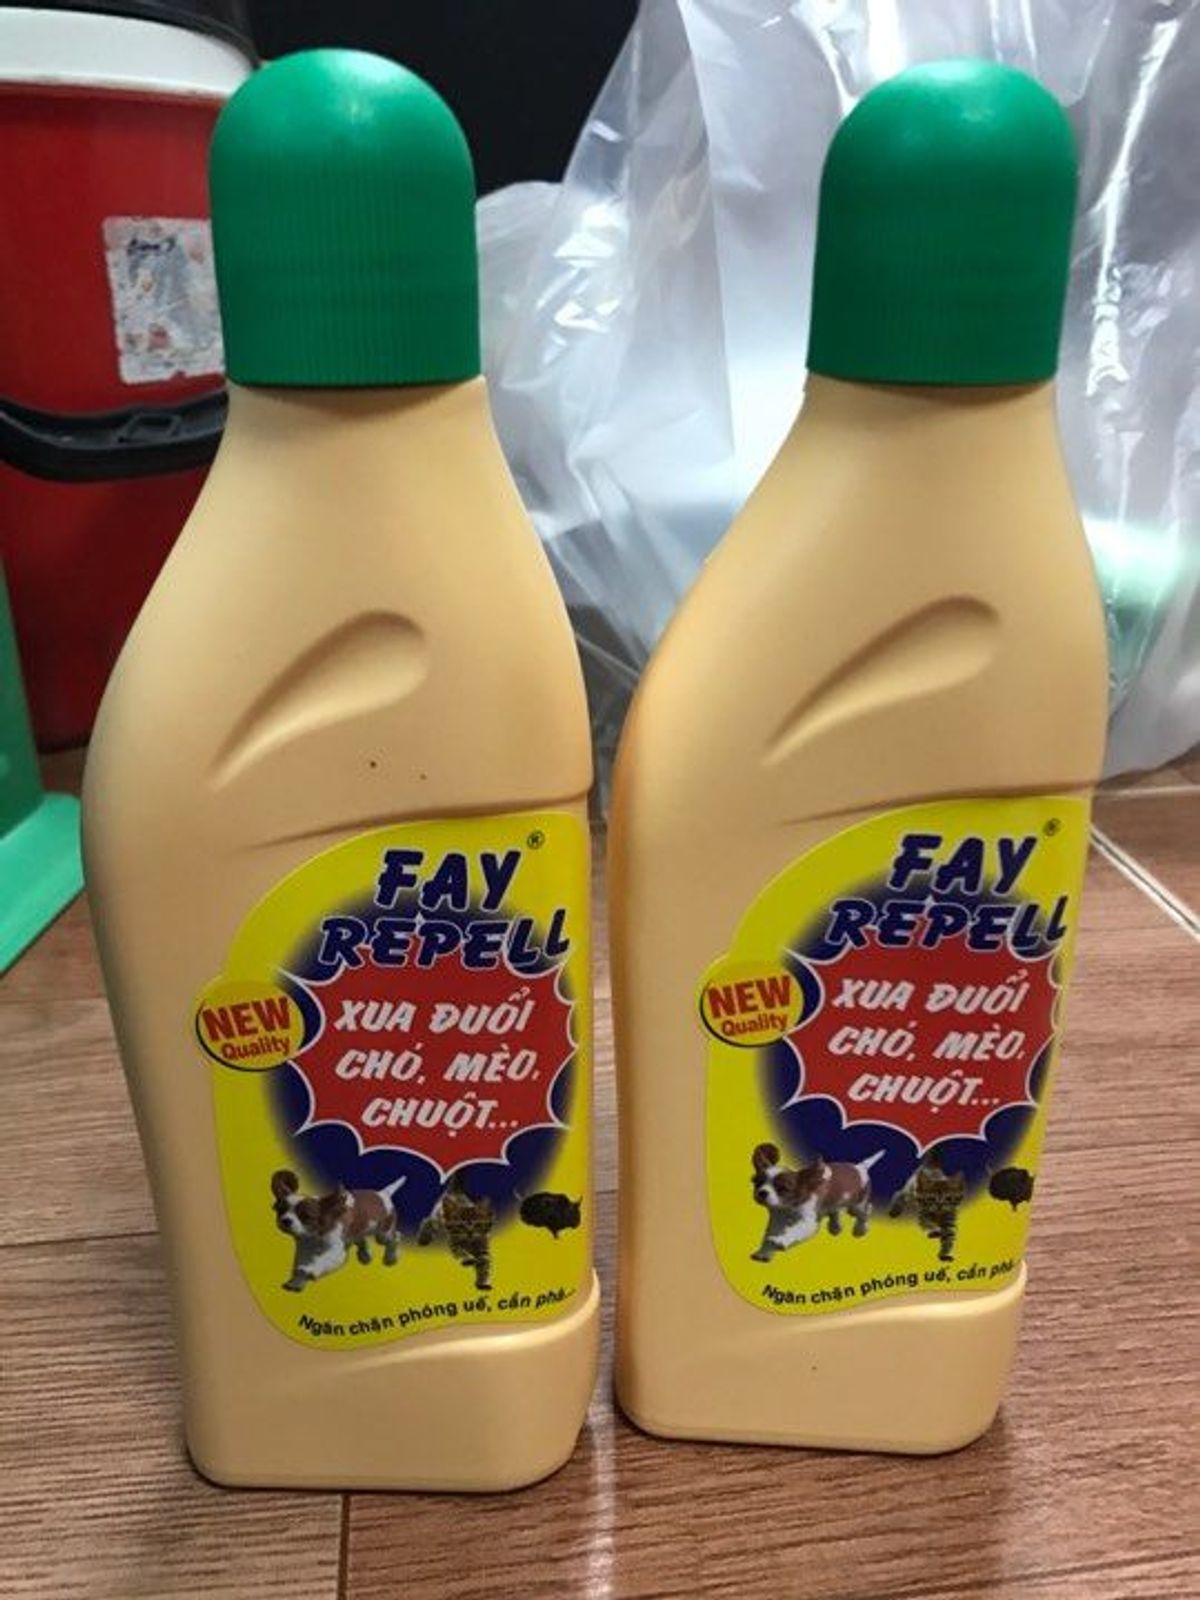 FAY ®
REPELL
NEW
Quality
XUA ĐUỔI
CHÓ, MÈO,
CHUỘT...
Ngăn chặn phóng uế, cắn phá...
FAY ®
REPELL
NEW
Quality
XUA ĐUỔI
CHÓ, MÈO,
CHUỘT...
Ngăn chặn phóng uế, cắn phá...